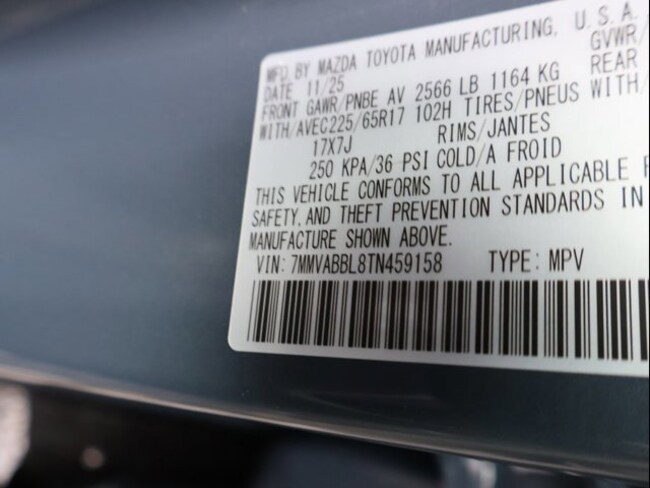 MFD BY MAZDA TOYOTA MANUFACTURING, U.S.A.
DATE 11/25 GVWR/
FRONT GAWR/PNBE AV 2566 LB 1164 KG REAR
WITH/AVEC 225/65R17 102H TIRES/PNEUS WITH/
17X7J RIMS/JANTES
250 KPA/36 PSI COLD/A FROID
THIS VEHICLE CONFORMS TO ALL APPLICABLE F
SAFETY, AND THEFT PREVENTION STANDARDS IN
MANUFACTURE SHOWN ABOVE.
VIN: 7MMVABBL8TN459158 TYPE: MPV